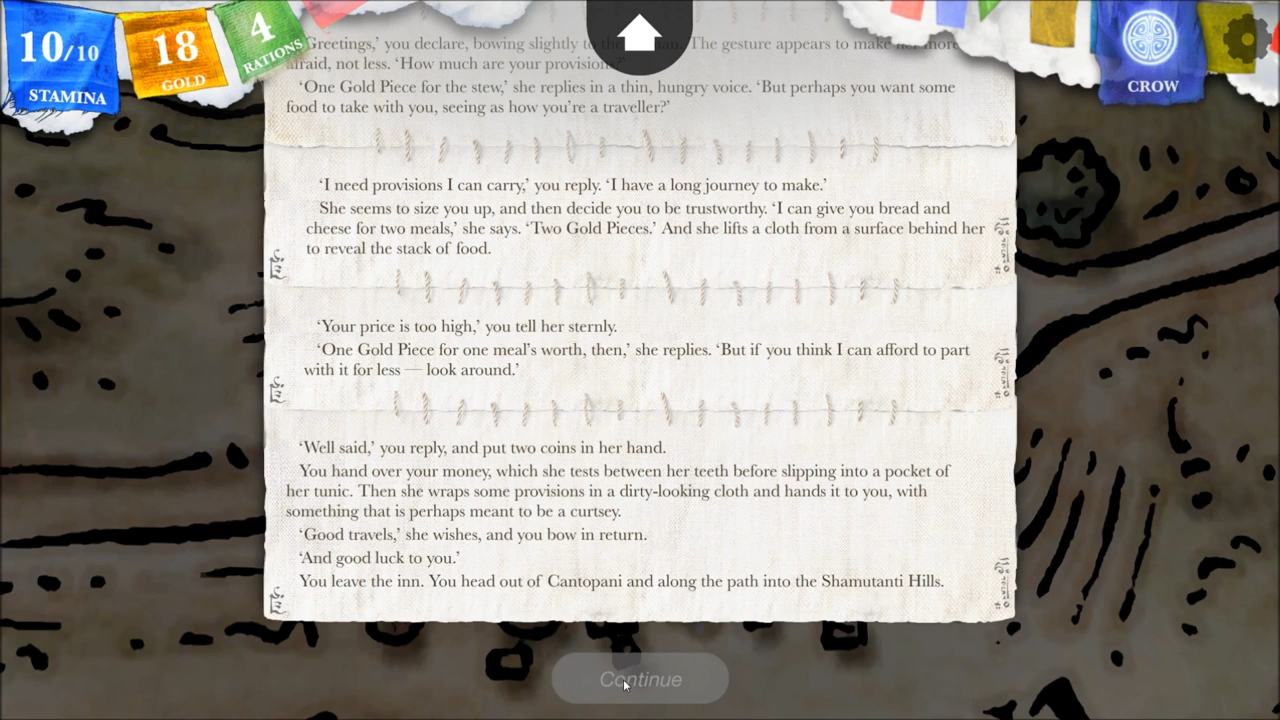 10/10
STAMINA
18
GOLD
4
RATIONS
CROW
Greetings,’ you declare, bowing slightly to the The gesture appears to make her more
afraid, not less. ‘How much are your provisions?’
‘One Gold Piece for the stew,’ she replies in a thin, hungry voice. ‘But perhaps you want some
food to take with you, seeing as how you’re a traveller?’
‘I need provisions I can carry,’ you reply. ‘I have a long journey to make.’
She seems to size you up, and then decide you to be trustworthy. ‘I can give you bread and
cheese for two meals,’ she says. ‘Two Gold Pieces.’ And she lifts a cloth from a surface behind her
to reveal the stack of food.
‘Your price is too high,’ you tell her sternly.
‘One Gold Piece for one meal’s worth, then,’ she replies. ‘But if you think I can afford to part
with it for less — look around.’
‘Well said,’ you reply, and put two coins in her hand.
You hand over your money, which she tests between her teeth before slipping into a pocket of
her tunic. Then she wraps some provisions in a dirty-looking cloth and hands it to you, with
something that is perhaps meant to be a curtsey.
‘Good travels,’ she wishes, and you bow in return.
‘And good luck to you.’
You leave the inn. You head out of Cantopani and along the path into the Shamutanti Hills.
Continue